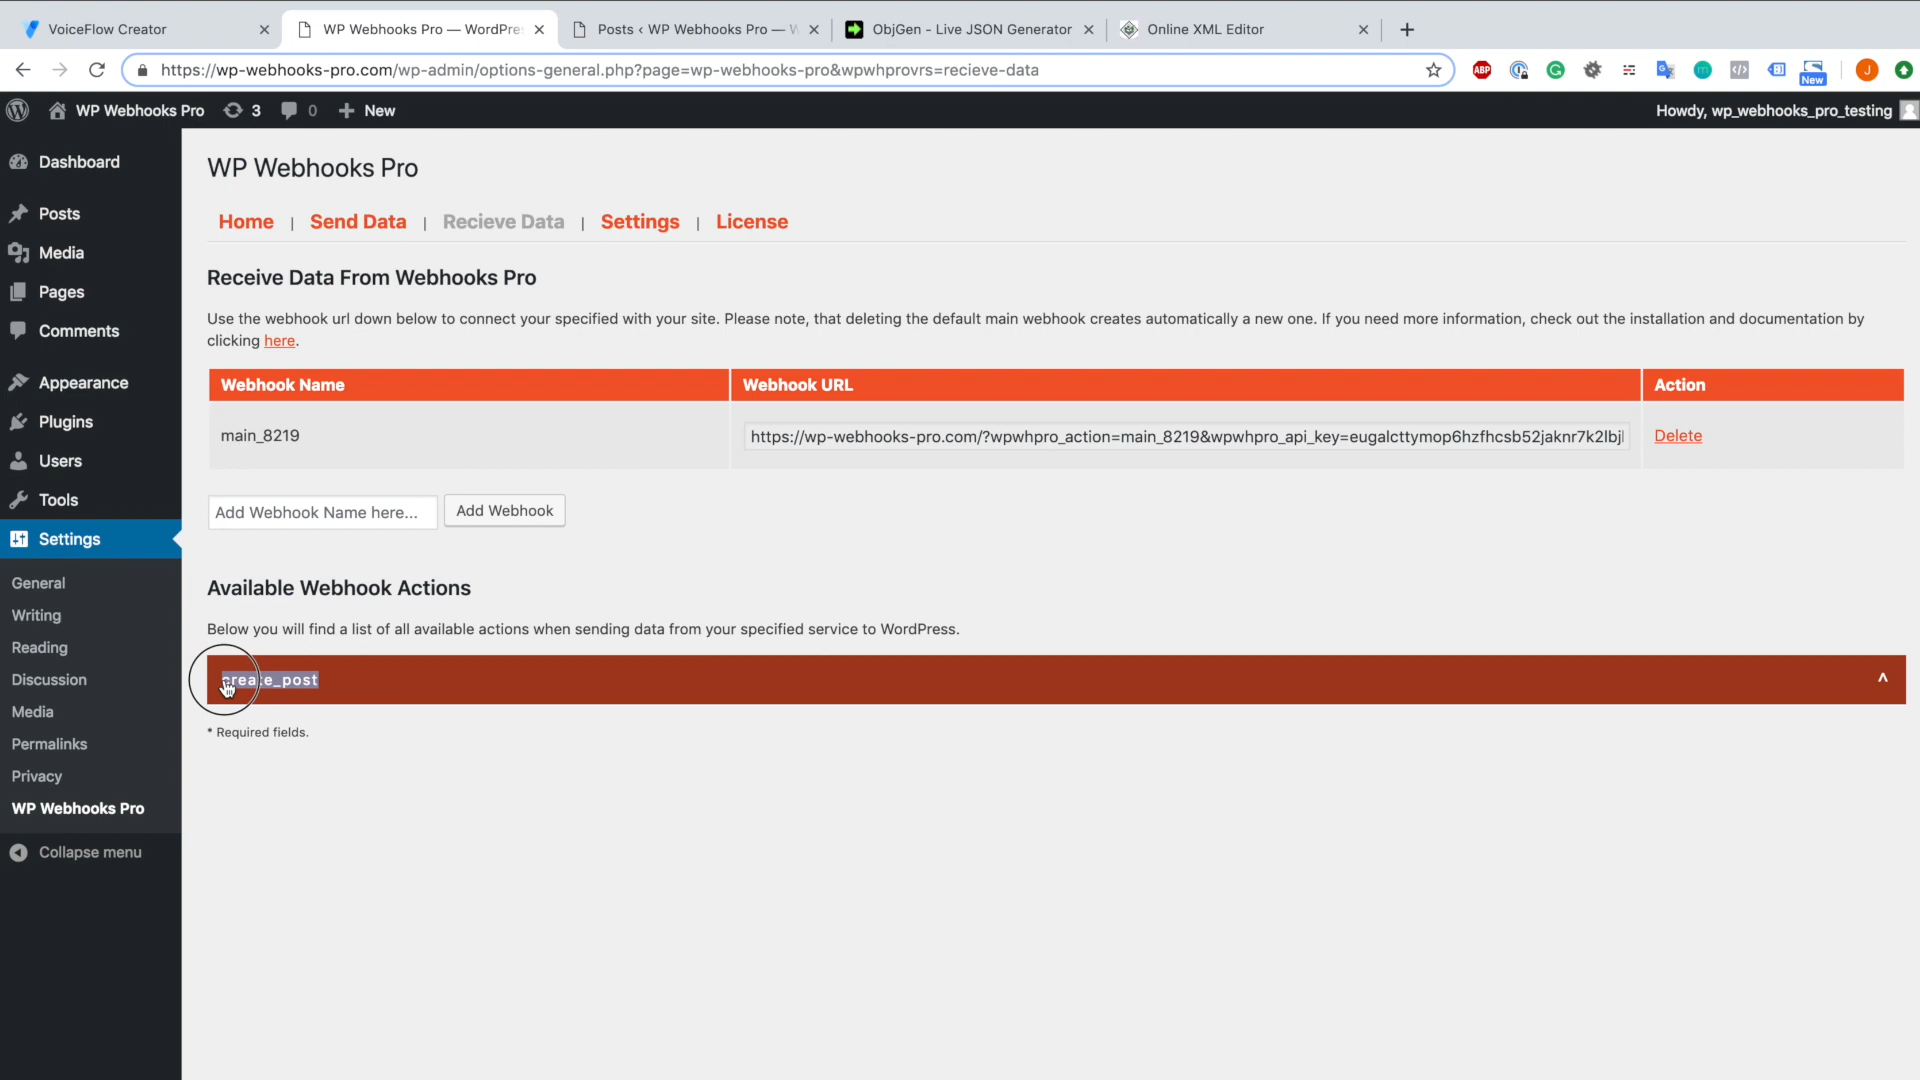 VoiceFlow Creator
WP Webhooks Pro — WordPre
Posts ‹ WP Webhooks Pro — W
ObjGen - Live JSON Generator
Online XML Editor
https://wp-webhooks-pro.com/wp-admin/options-general.php?page=wp-webhooks-pro&wpwhprovrs=recieve-data
ABP
New
J
WP Webhooks Pro
3
0
New
Howdy, wp_webhooks_pro_testing
Dashboard
Posts
Media
Pages
Comments
Appearance
Plugins
Users
Tools
Settings
General
Writing
Reading
Discussion
Media
Permalinks
Privacy
WP Webhooks Pro
Collapse menu
WP Webhooks Pro
Home | Send Data | Recieve Data | Settings | License
Receive Data From Webhooks Pro
Use the webhook url down below to connect your specified with your site. Please note, that deleting the default main webhook creates automatically a new one. If you need more information, check out the installation and documentation by
clicking here.
Webhook Name Webhook URL Action
main_8219 https://wp-webhooks-pro.com/?wpwhpro_action=main_8219&wpwhpro_api_key=eugalcttymop6hzfhcsb52jaknr7k2lbj Delete
Add Webhook Name here... Add Webhook
Available Webhook Actions
Below you will find a list of all available actions when sending data from your specified service to WordPress.
create_post
* Required fields.